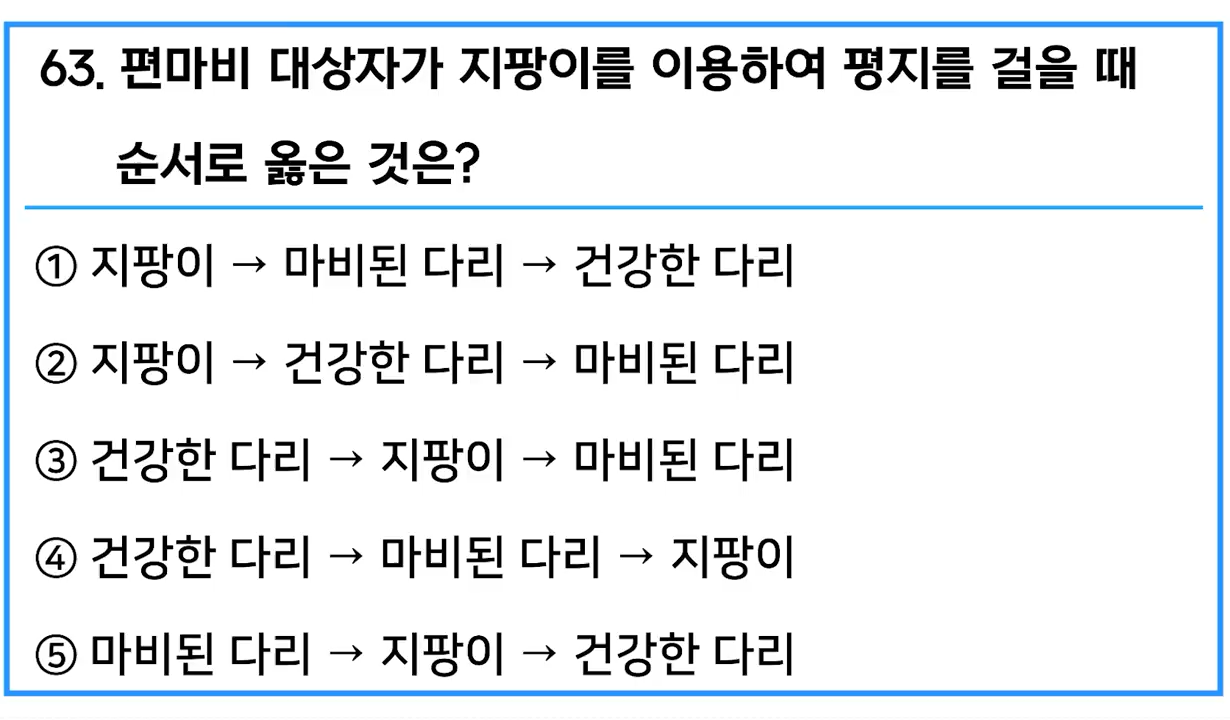 63. 편마비 대상자가 지팡이를 이용하여 평지를 걸을 때
순서로 옳은 것은?
① 지팡이 → 마비된 다리 → 건강한 다리
② 지팡이 → 건강한 다리 → 마비된 다리
③ 건강한 다리 → 지팡이 → 마비된 다리
④ 건강한 다리 → 마비된 다리 → 지팡이
⑤ 마비된 다리 → 지팡이 → 건강한 다리